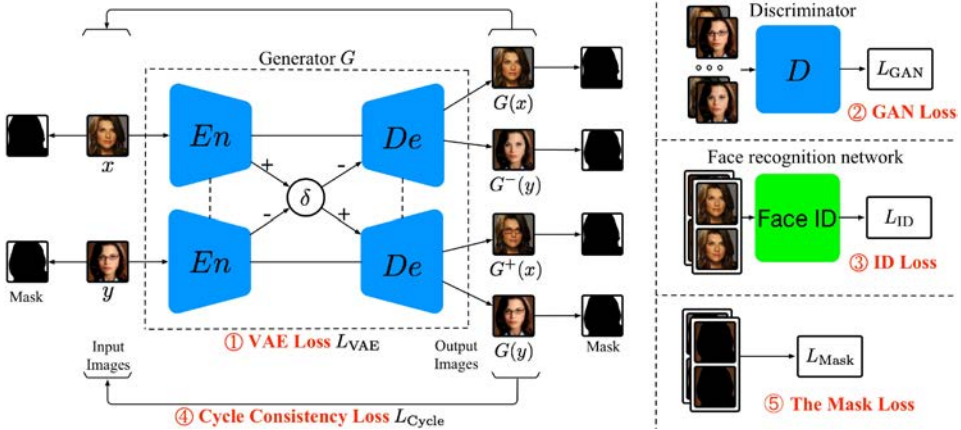 Generator G
En
De
+
-
δ
-
+
En
De
x
y
Mask
G(x)
G⁻(y)
G⁺(x)
G(y)
Mask
① VAE Loss L_VAE
Input
Images
Output
Images
④ Cycle Consistency Loss L_Cycle
Discriminator
D
L_GAN
② GAN Loss
Face recognition network
Face ID
L_ID
③ ID Loss
L_Mask
⑤ The Mask Loss